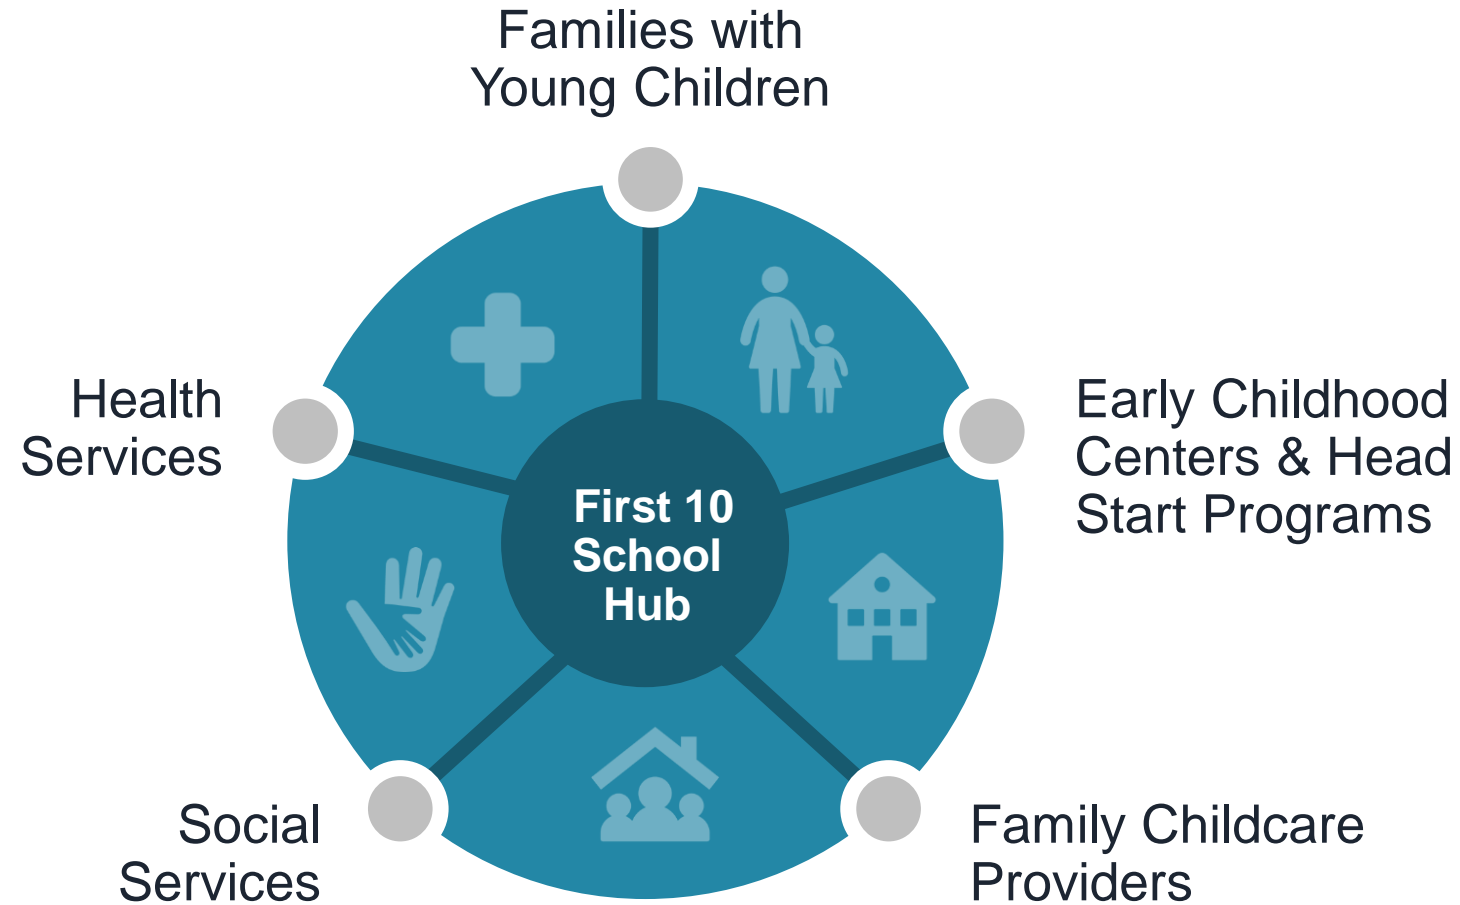 Families with
Young Children
Health
Services
Early Childhood
Centers & Head
Start Programs
First 10
School
Hub
Social
Services
Family Childcare
Providers